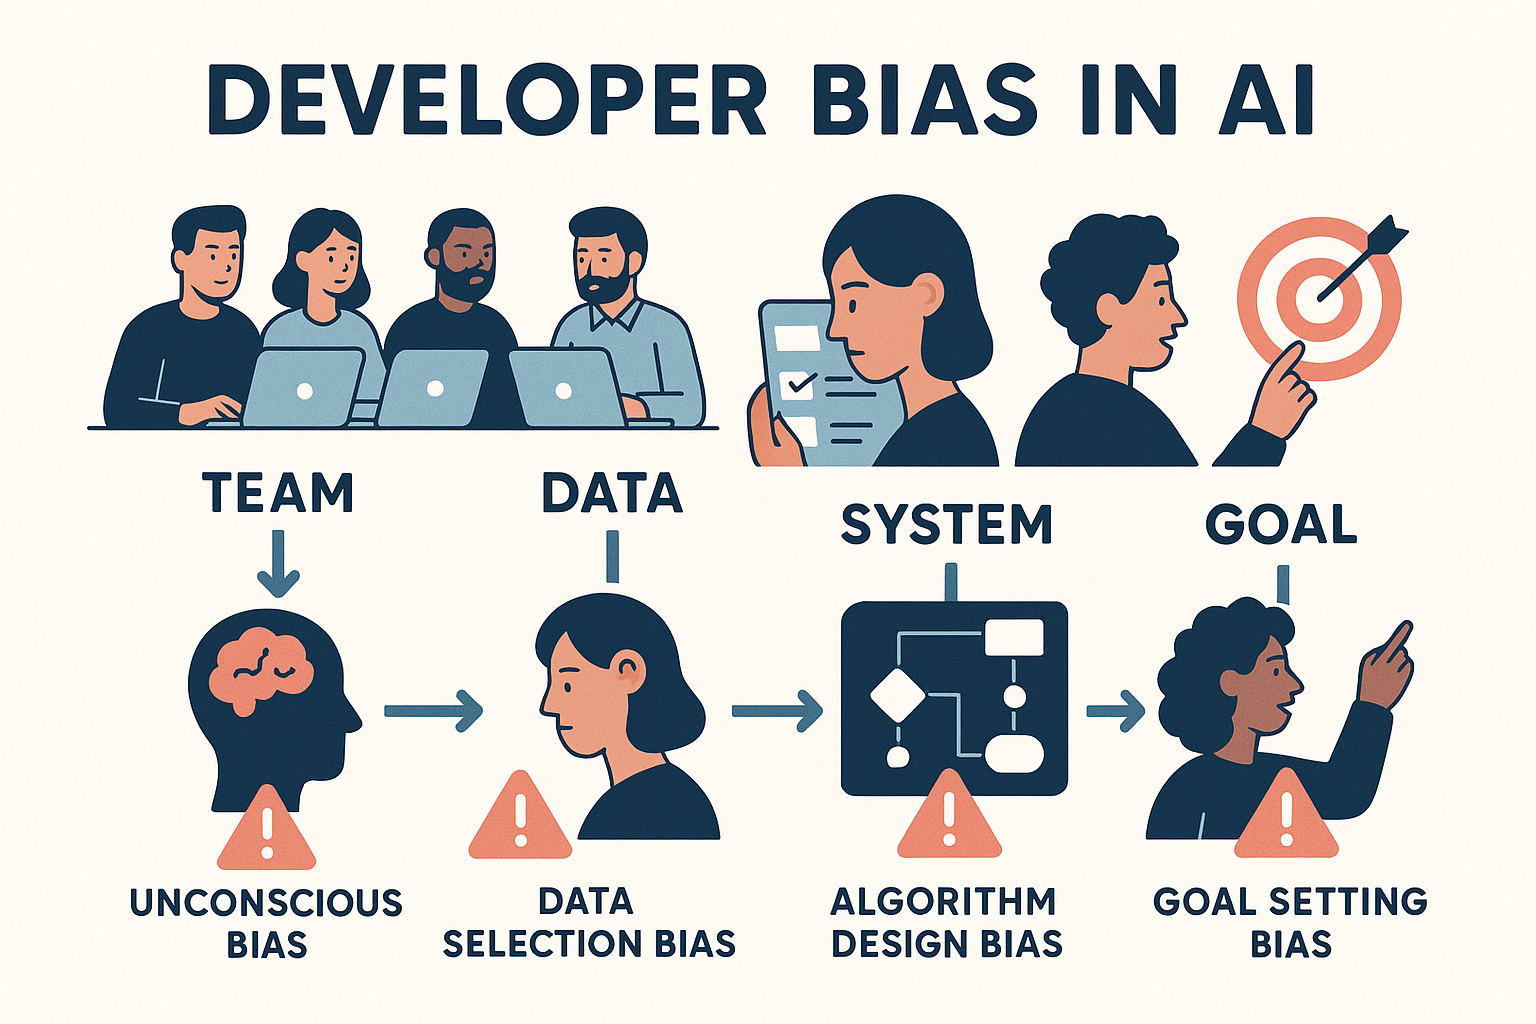 DEVELOPER BIAS IN AI
TEAM
DATA
SYSTEM
GOAL
UNCONSCIOUS
BIAS
DATA
SELECTION BIAS
ALGORITHM
DESIGN BIAS
GOAL SETTING
BIAS